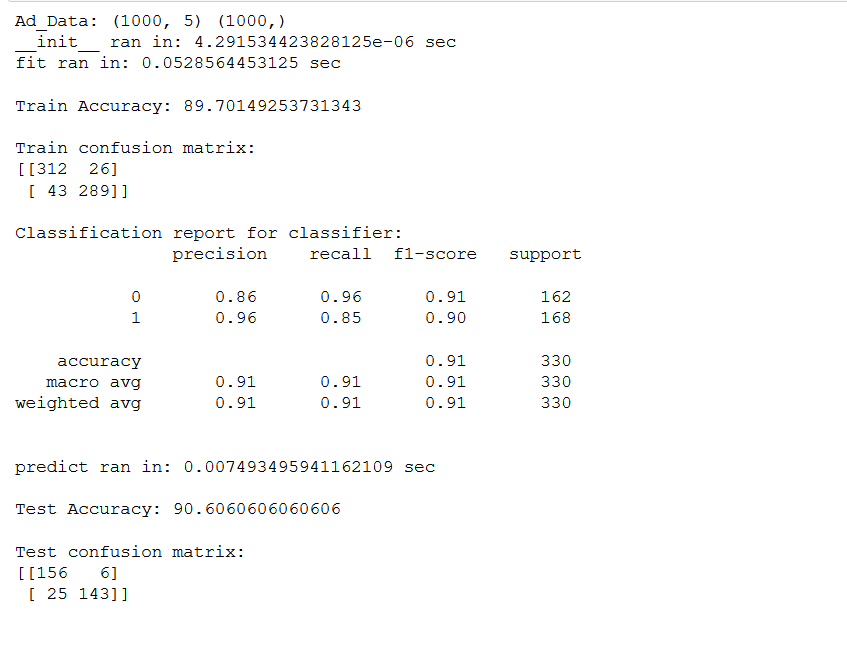 Ad_Data: (1000, 5) (1000,)
__init__ ran in: 4.291534423828125e-06 sec
fit ran in: 0.0528564453125 sec

Train Accuracy: 89.70149253731343

Train confusion matrix:
[[312  26]
 [ 43 289]]

Classification report for classifier:
               precision    recall  f1-score   support

           0       0.86      0.96      0.91       162
           1       0.96      0.85      0.90       168

    accuracy                           0.91       330
   macro avg       0.91      0.91      0.91       330
weighted avg       0.91      0.91      0.91       330


predict ran in: 0.007493495941162109 sec

Test Accuracy: 90.6060606060606

Test confusion matrix:
[[156   6]
 [ 25 143]]